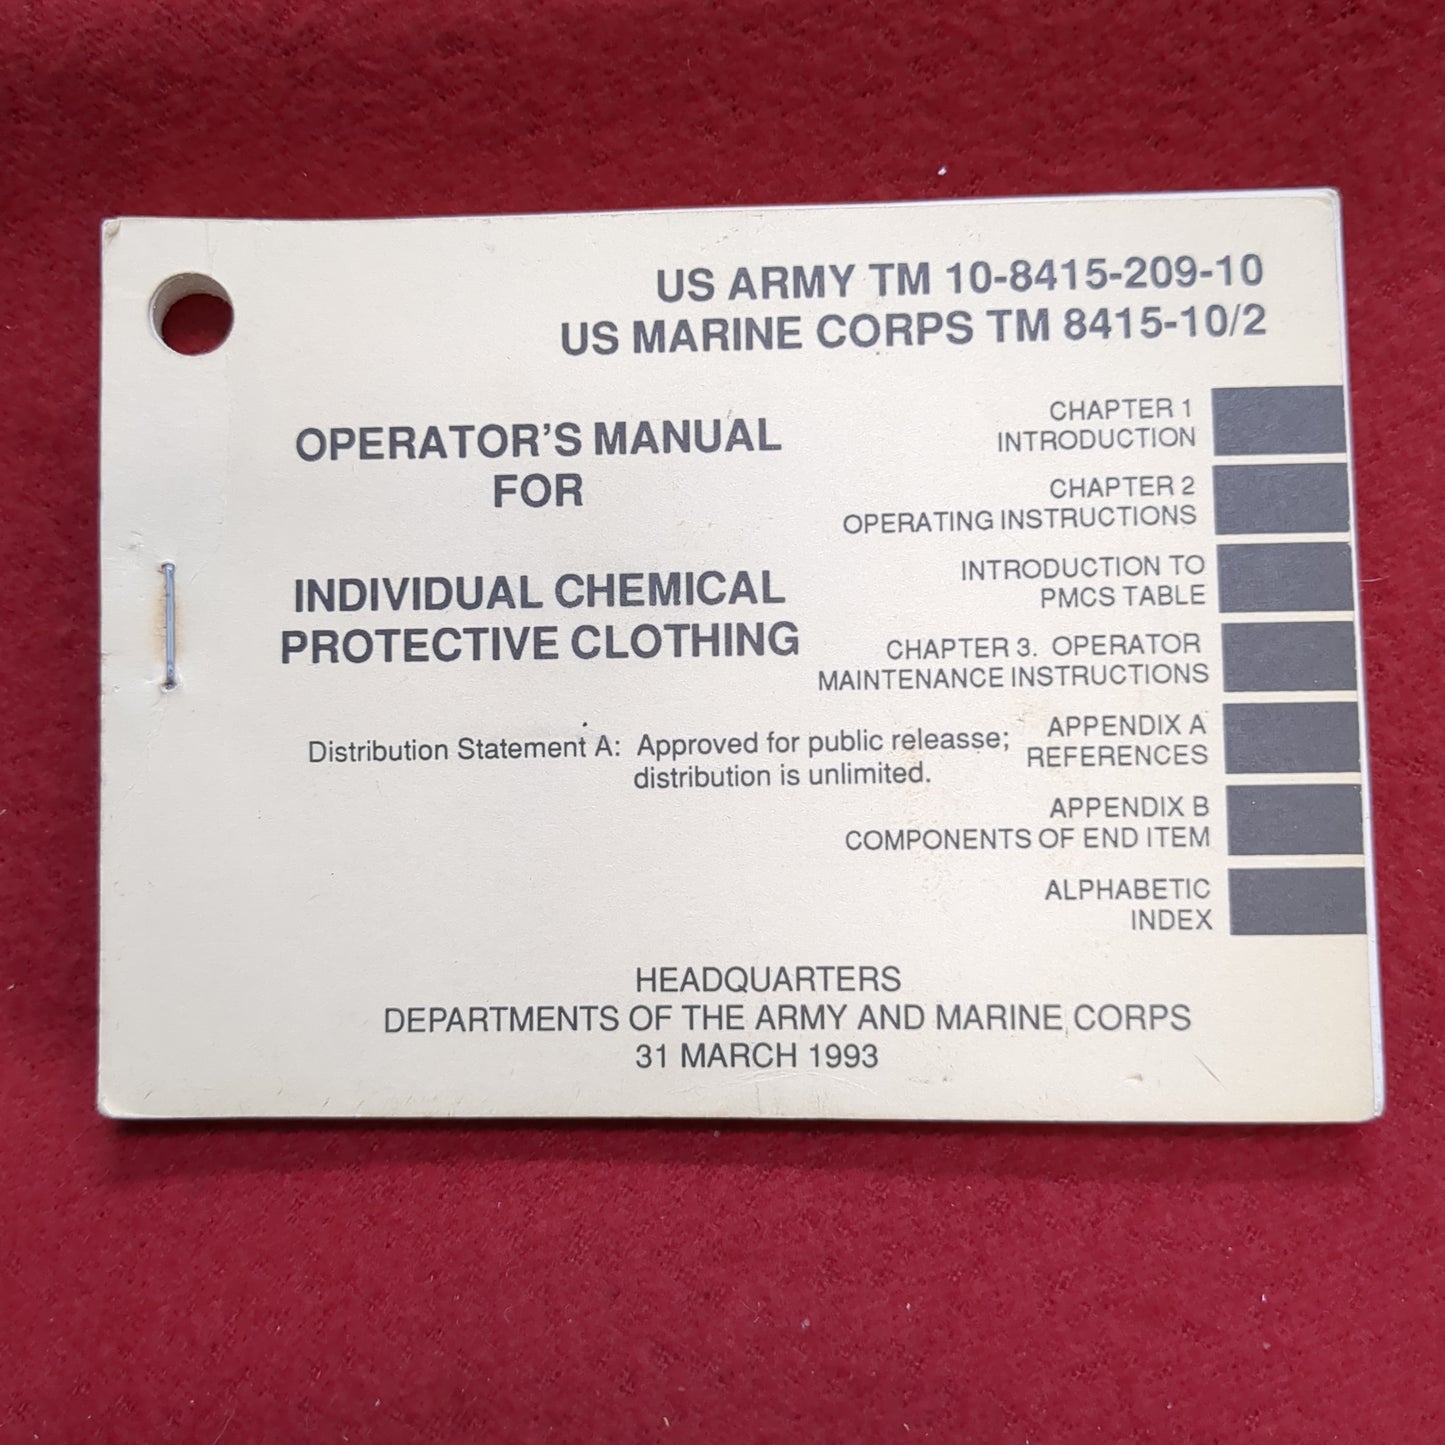 US ARMY TM 10-8415-209-10
US MARINE CORPS TM 8415-10/2
OPERATOR'S MANUAL
FOR
INDIVIDUAL CHEMICAL
PROTECTIVE CLOTHING
Distribution Statement A: Approved for public releasse;
distribution is unlimited.
CHAPTER 1
INTRODUCTION
CHAPTER 2
OPERATING INSTRUCTIONS
INTRODUCTION TO
PMCS TABLE
CHAPTER 3. OPERATOR
MAINTENANCE INSTRUCTIONS
APPENDIX A
REFERENCES
APPENDIX B
COMPONENTS OF END ITEM
ALPHABETIC
INDEX
HEADQUARTERS
DEPARTMENTS OF THE ARMY AND MARINE CORPS
31 MARCH 1993